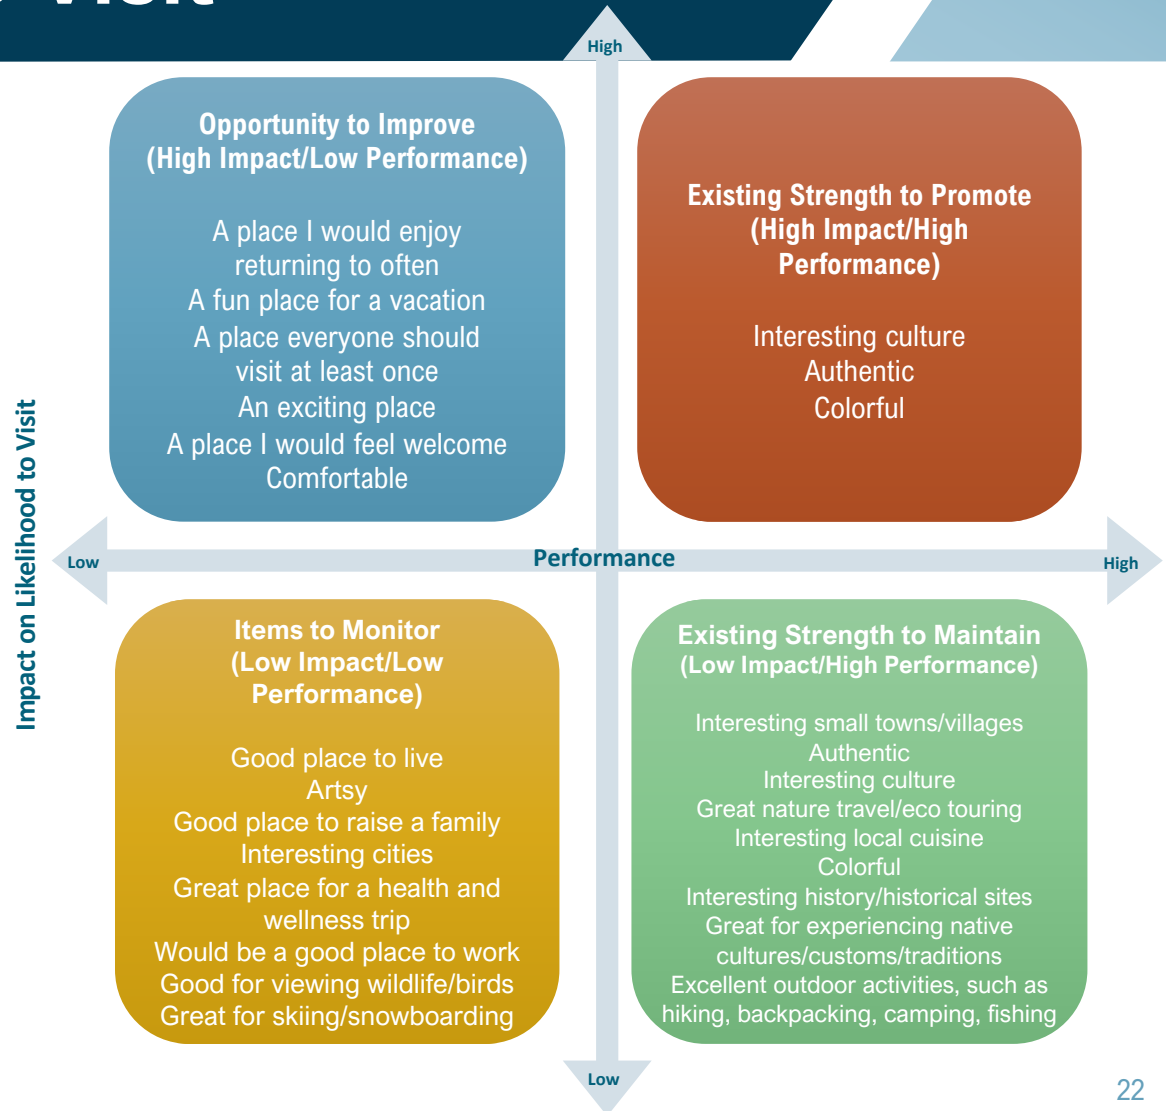 Visit
High
Opportunity to Improve
(High Impact/Low Performance)
A place I would enjoy
returning to often
A fun place for a vacation
A place everyone should
visit at least once
An exciting place
A place I would feel welcome
Comfortable
Existing Strength to Promote
(High Impact/High
Performance)
Interesting culture
Authentic
Colorful
Impact on Likelihood to Visit
Low
Performance
High
Items to Monitor
(Low Impact/Low
Performance)
Good place to live
Artsy
Good place to raise a family
Interesting cities
Great place for a health and
wellness trip
Would be a good place to work
Good for viewing wildlife/birds
Great for skiing/snowboarding
Existing Strength to Maintain
(Low Impact/High Performance)
Interesting small towns/villages
Authentic
Interesting culture
Great nature travel/eco touring
Interesting local cuisine
Colorful
Interesting history/historical sites
Great for experiencing native
cultures/customs/traditions
Excellent outdoor activities, such as
hiking, backpacking, camping, fishing
Low
22